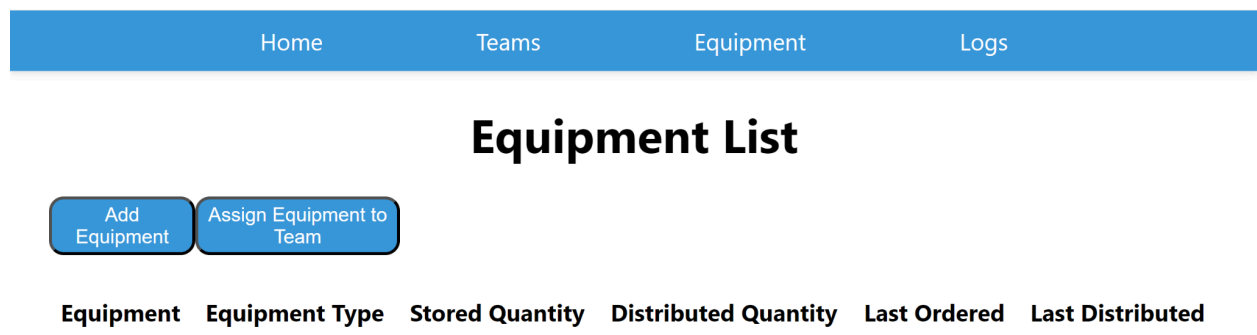 Home Teams Equipment Logs
Equipment List
Add Assign Equipment to
Equipment Team
Equipment Equipment Type Stored Quantity Distributed Quantity Last Ordered Last Distributed